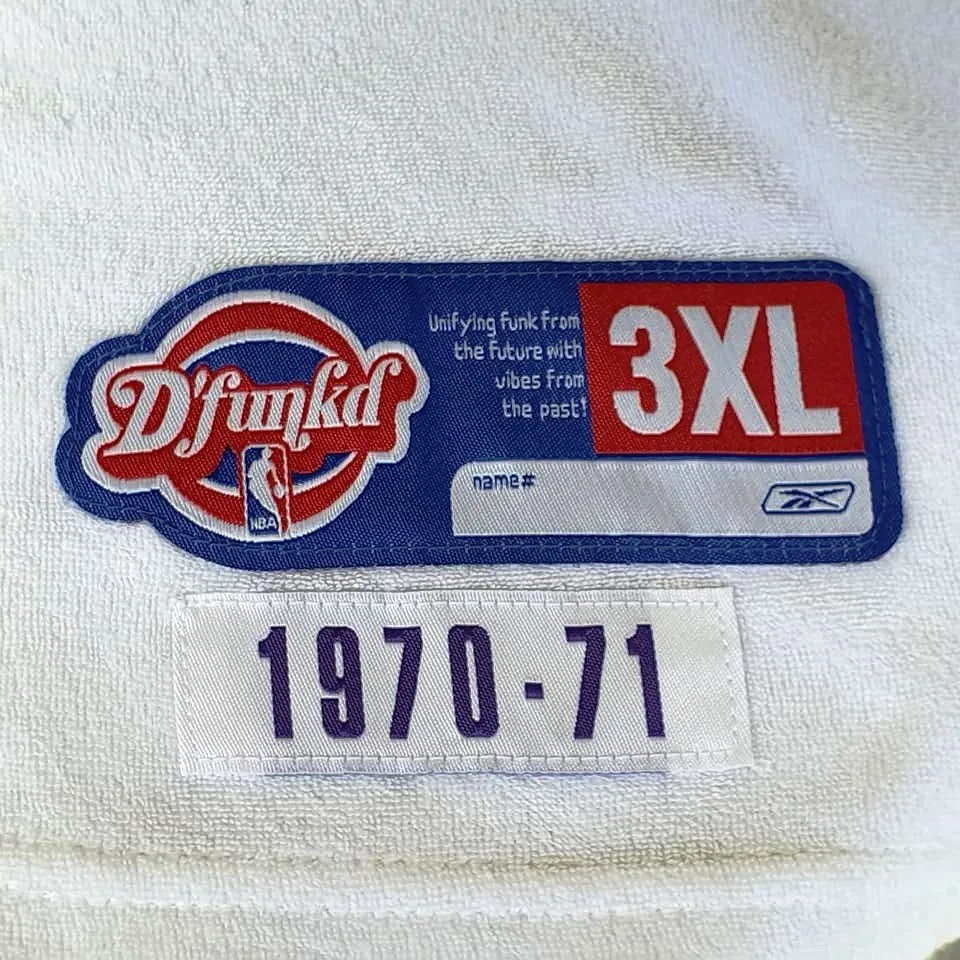 D'funkd
NBA
Unifying funk from
the future with
vibes from
the past!
3XL
name#
1970-71